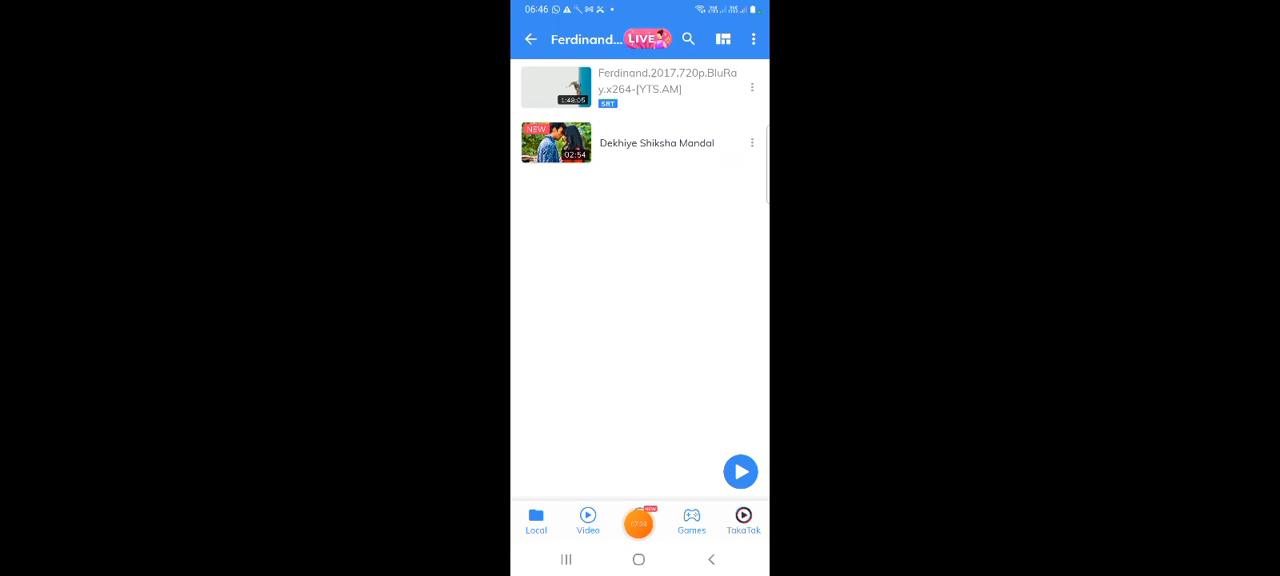 06:46
Ferdinand... LIVE
Ferdinand.2017.720p.BluRa
y.x264-[YTS.AM]
1:48:05
SRT
NEW
Dekhiye Shiksha Mandal
02:54
NEW
Local Video Games TakaTak